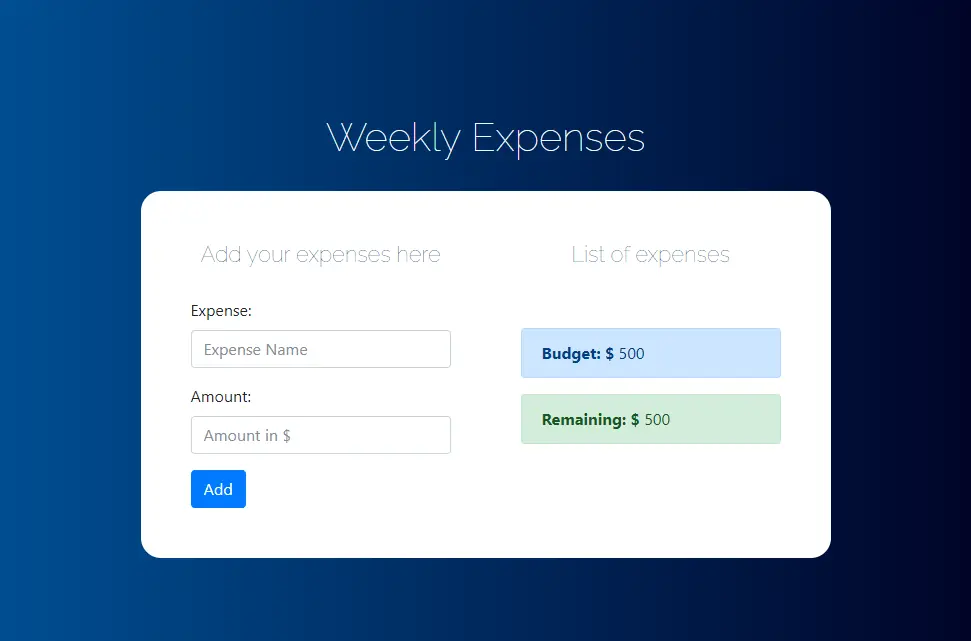 Weekly Expenses
Add your expenses here
Expense:
Expense Name
Amount:
Amount in $
Add
List of expenses
Budget: $ 500
Remaining: $ 500